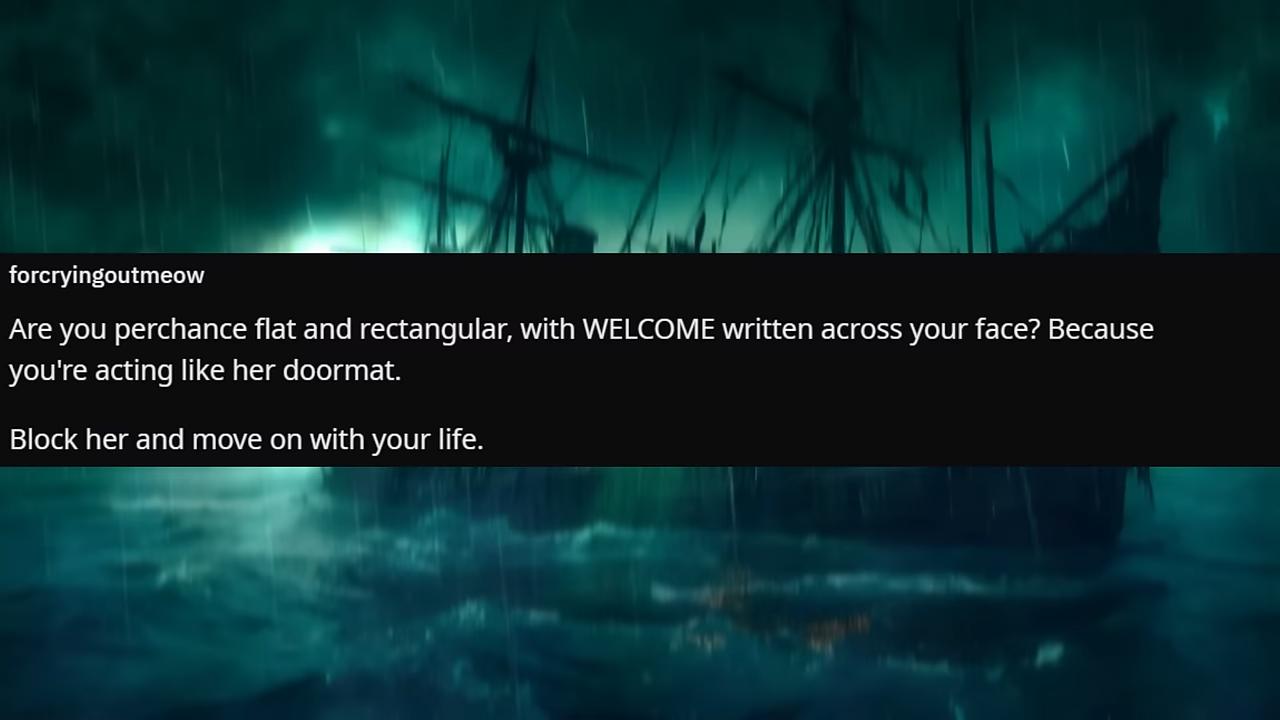 forcryingoutmeow
Are you perchance flat and rectangular, with WELCOME written across your face? Because
you're acting like her doormat.
Block her and move on with your life.